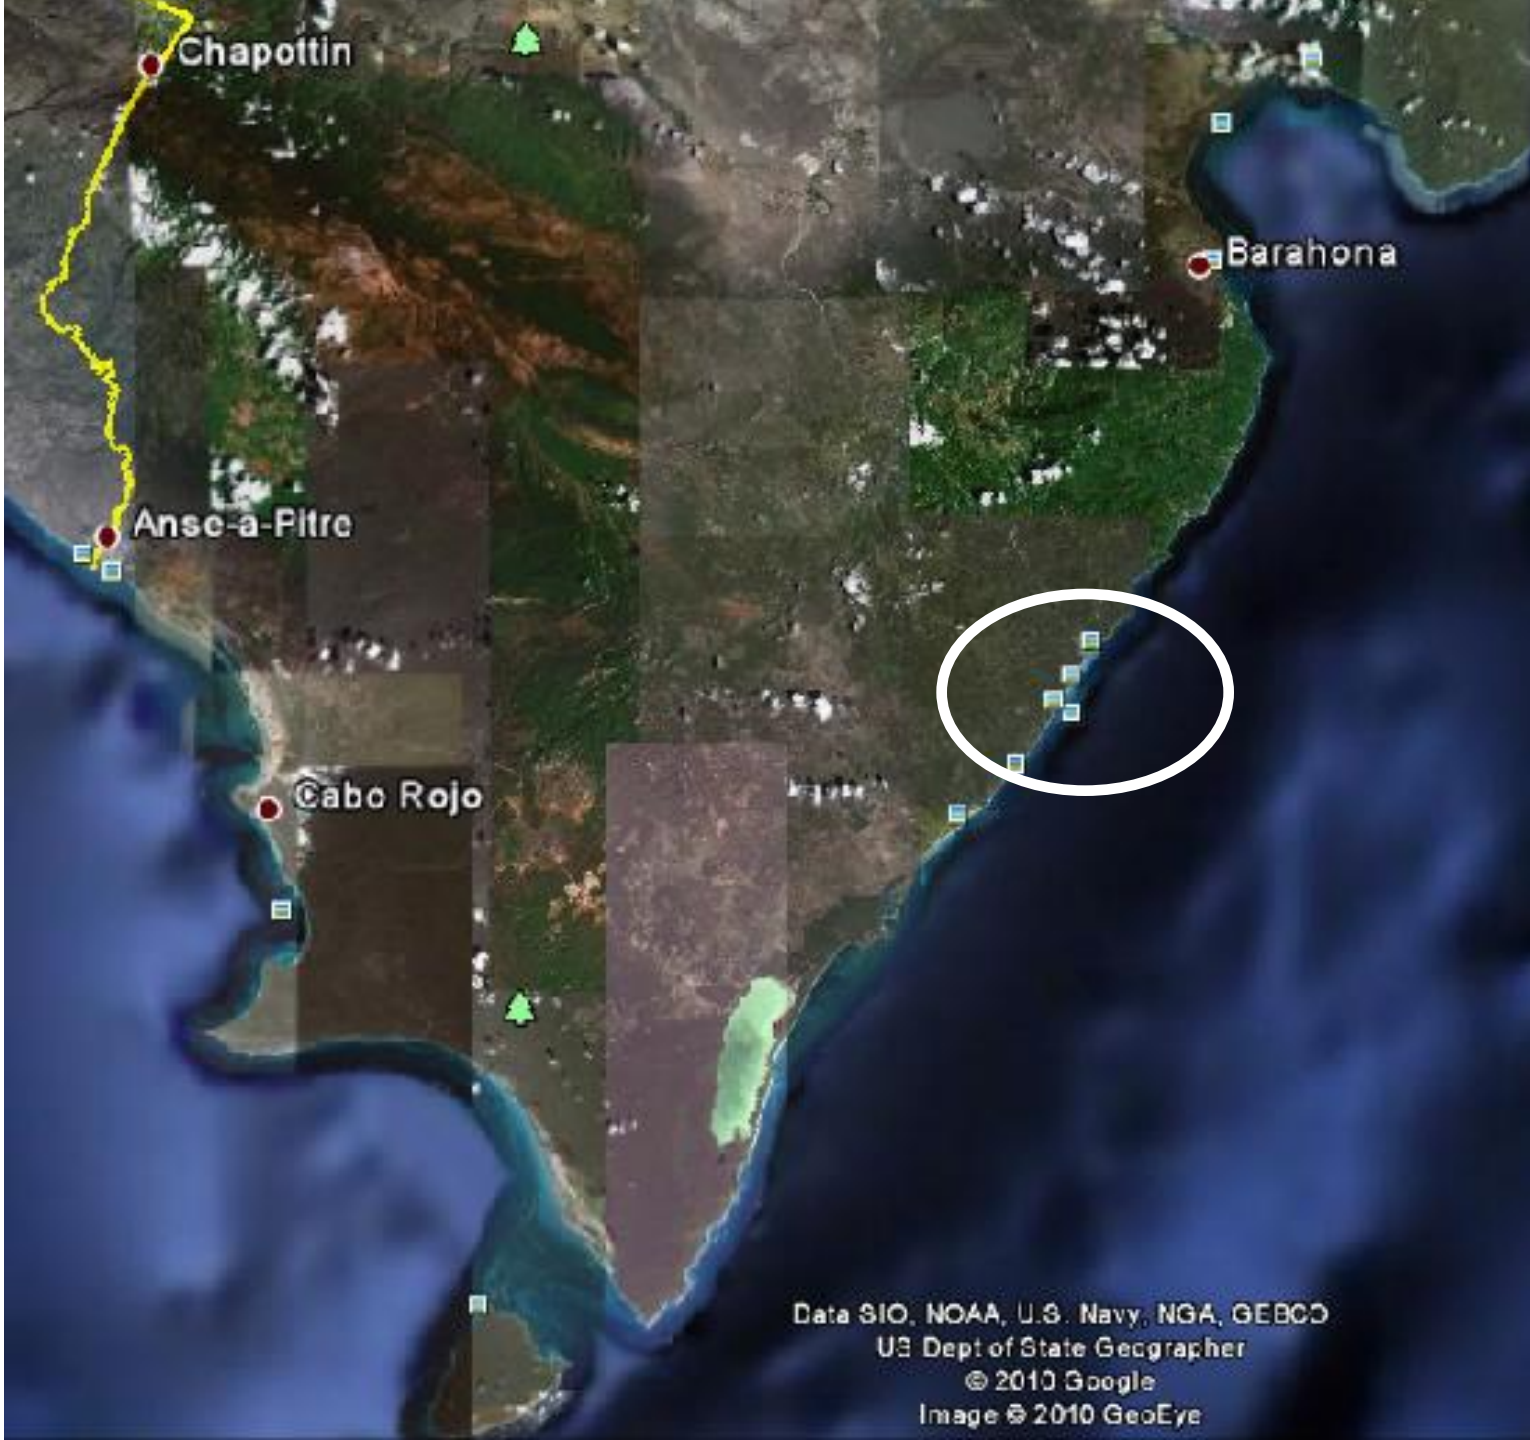 Chapottin
Barahona
Anse-a-Pitre
Cabo Rojo
Data SIO, NOAA, U.S. Navy, NGA, GEBCO
US Dept of State Geographer
© 2010 Google
Image © 2010 GeoEye